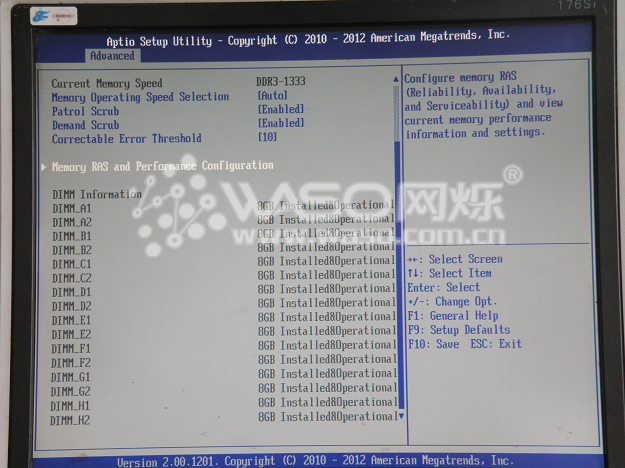 176Si
Aptio Setup Utility - Copyright (C) 2010 - 2012 American Megatrends, Inc.
Advanced
Current Memory Speed DDR3-1333
Memory Operating Speed Selection [Auto]
Patrol Scrub [Enabled]
Demand Scrub [Enabled]
Correctable Error Threshold [10]
Memory RAS and Performance Configuration
DIMM Information
DIMM_A1 8GB Installed&Operational
DIMM_A2 8GB Installed&Operational
DIMM_B1 8GB Installed&Operational
DIMM_B2 8GB Installed&Operational
DIMM_C1 8GB Installed&Operational
DIMM_C2 8GB Installed&Operational
DIMM_D1 8GB Installed&Operational
DIMM_D2 8GB Installed&Operational
DIMM_E1 8GB Installed&Operational
DIMM_E2 8GB Installed&Operational
DIMM_F1 8GB Installed&Operational
DIMM_F2 8GB Installed&Operational
DIMM_G1 8GB Installed&Operational
DIMM_G2 8GB Installed&Operational
DIMM_H1 8GB Installed&Operational
DIMM_H2 8GB Installed&Operational
Configure memory RAS
(Reliability, Availability,
and Serviceability) and view
current memory performance
information and settings.
→←: Select Screen
↑↓: Select Item
Enter: Select
+/-: Change Opt.
F1: General Help
F9: Setup Defaults
F10: Save ESC: Exit
Version 2.00.1201. Copyright (C) 2010 - 2012 American Megatrends, Inc.
WASO网烁®
www.waso.com.cn